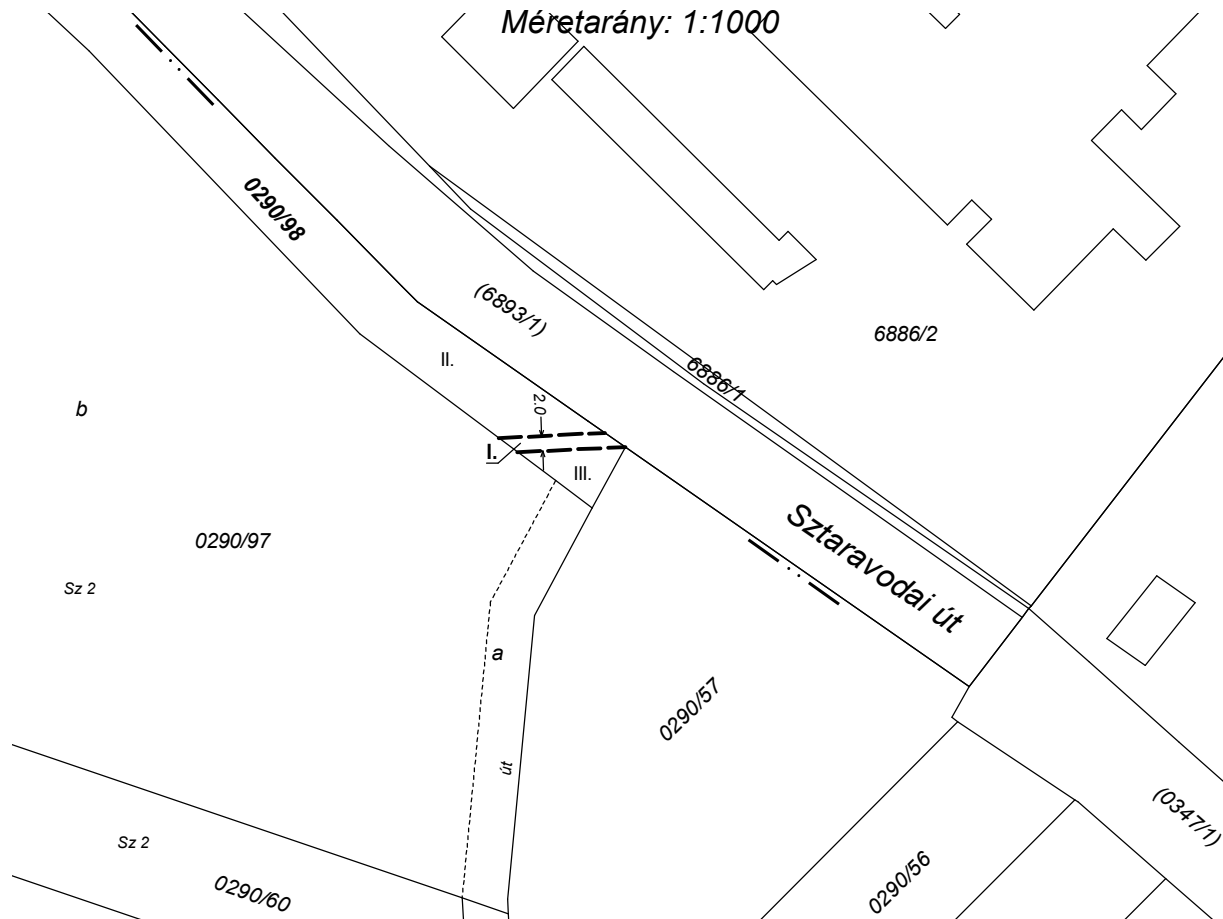 Méretarány: 1:1000
0290/98
(6893/1)
6886/2
II.
6886/1
b
2.0
I.
III.
Sztaravodai út
0290/97
Sz 2
a
0290/57
út
(0347/1)
Sz 2
0290/60
0290/56